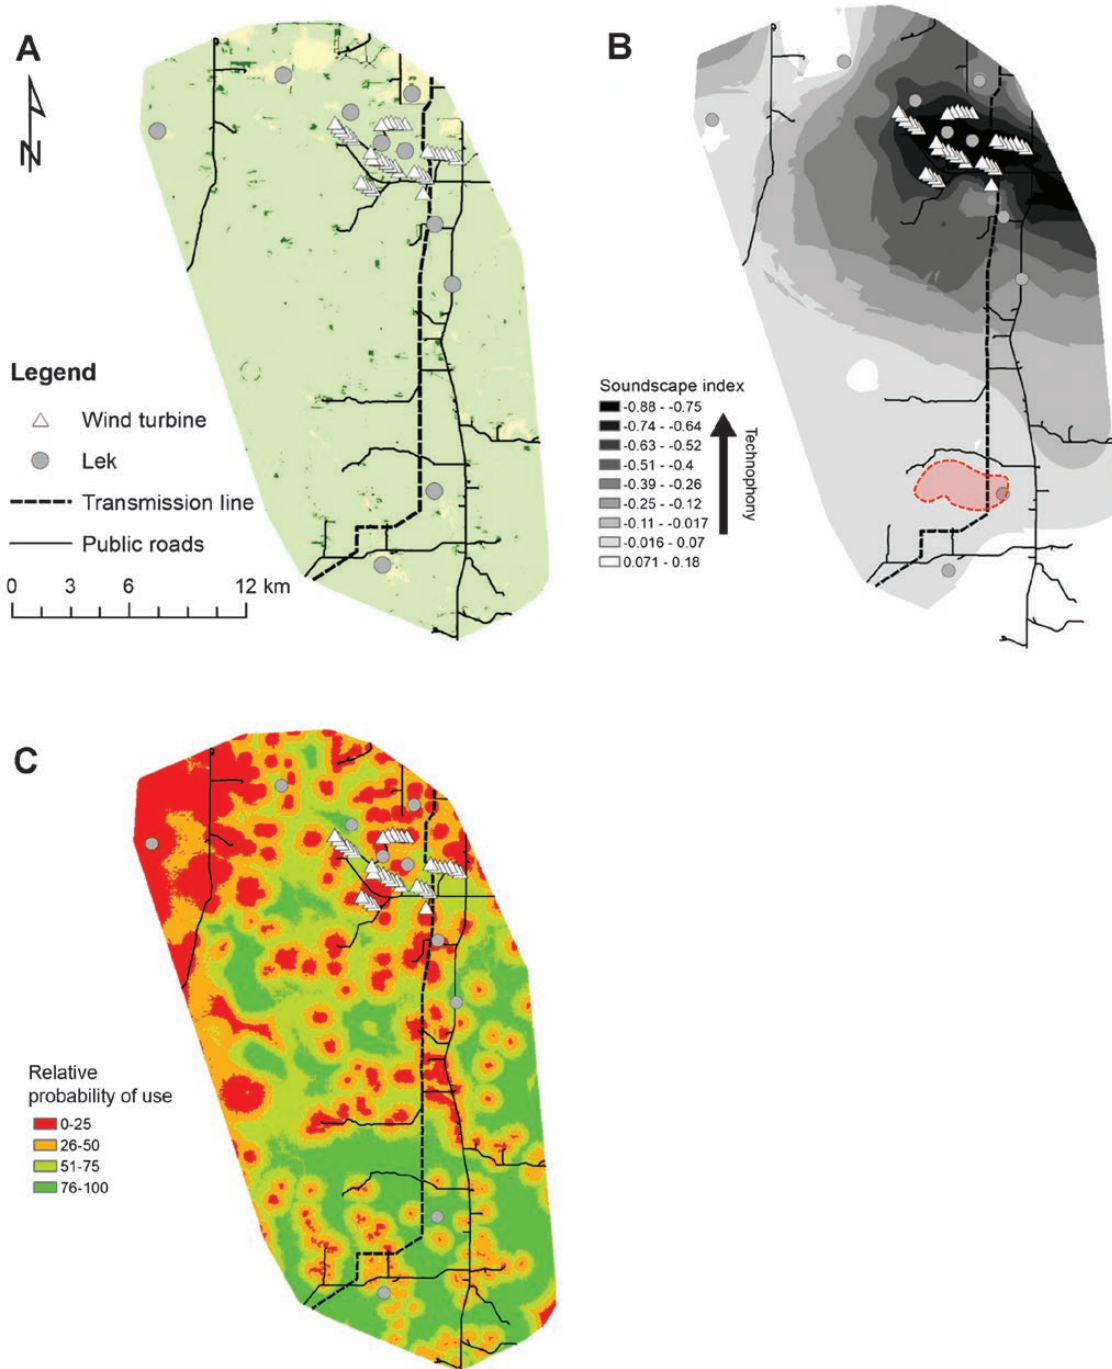 A
N
Legend
Wind turbine
Lek
Transmission line
Public roads
0 3 6 12 km
B
Soundscape index
-0.88 - -0.75
-0.74 - -0.64
-0.63 - -0.52
-0.51 - -0.4
-0.39 - -0.26
-0.25 - -0.12
-0.11 - -0.017
-0.016 - 0.07
0.071 - 0.18
Technophony
C
Relative
probability of use
0-25
26-50
51-75
76-100